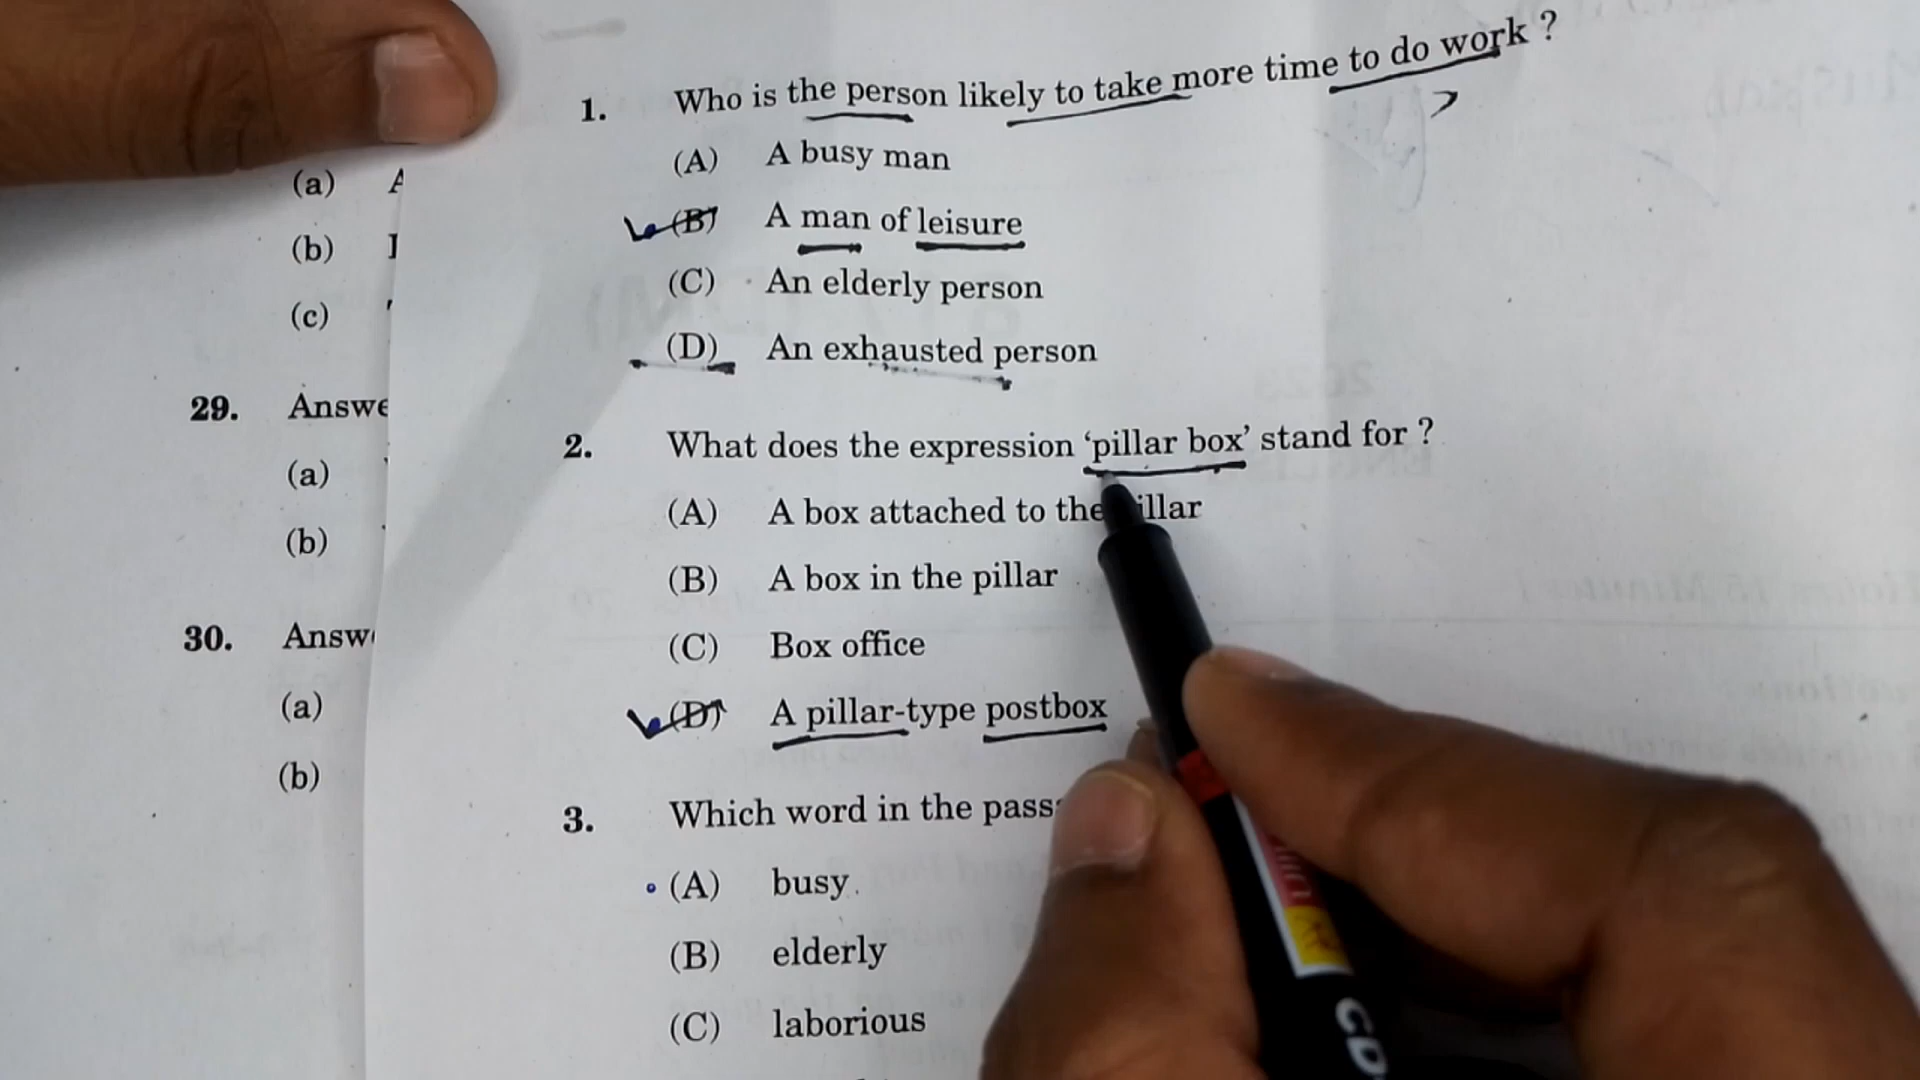 1. Who is the person likely to take more time to do work ?
(A) A busy man
(B) A man of leisure
(C) An elderly person
(D) An exhausted person
2. What does the expression ‘pillar box’ stand for ?
(A) A box attached to the illar
(B) A box in the pillar
(C) Box office
(D) A pillar-type postbox
3. Which word in the pass
(A) busy
(B) elderly
(C) laborious
(a) A
(b)
(c)
29. Answe
(a)
(b)
30. Answ
(a)
(b)
CD